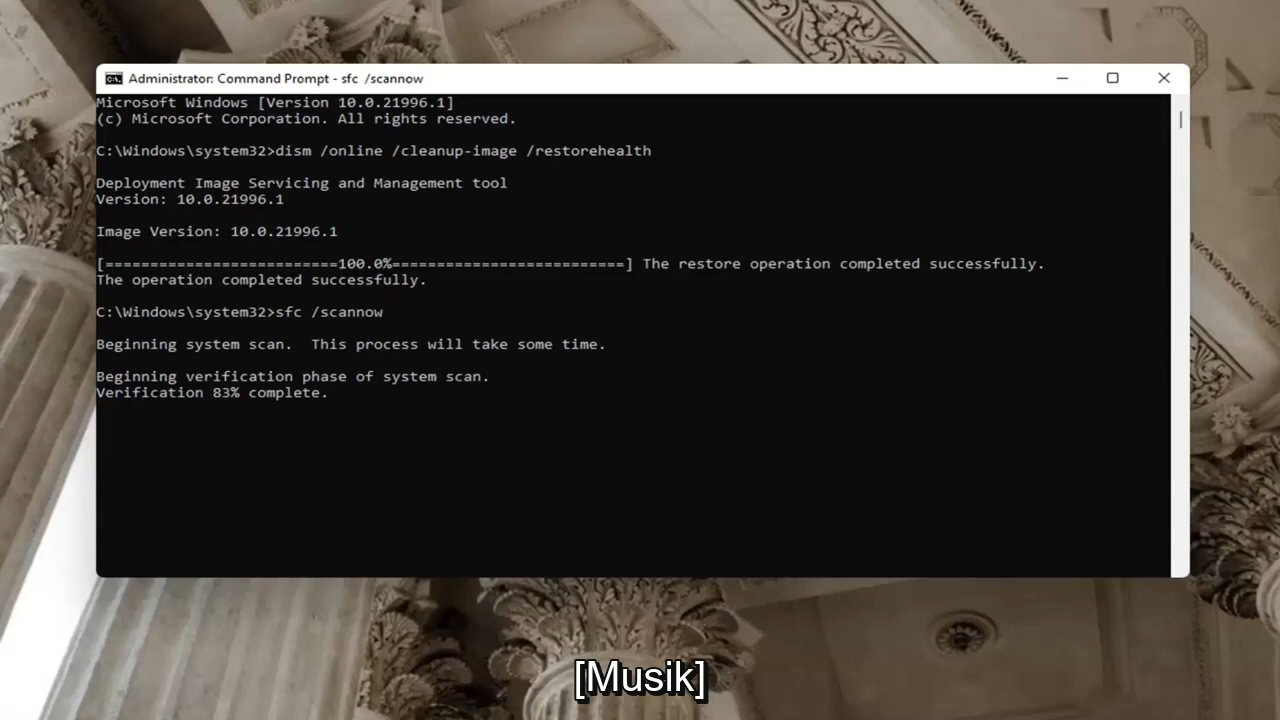 Administrator: Command Prompt - sfc /scannow
Microsoft Windows [Version 10.0.21996.1]
(c) Microsoft Corporation. All rights reserved.
C:\Windows\system32>dism /online /cleanup-image /restorehealth
Deployment Image Servicing and Management tool
Version: 10.0.21996.1
Image Version: 10.0.21996.1
[==========================100.0%==========================] The restore operation completed successfully.
The operation completed successfully.
C:\Windows\system32>sfc /scannow
Beginning system scan.  This process will take some time.
Beginning verification phase of system scan.
Verification 83% complete.
[Musik]